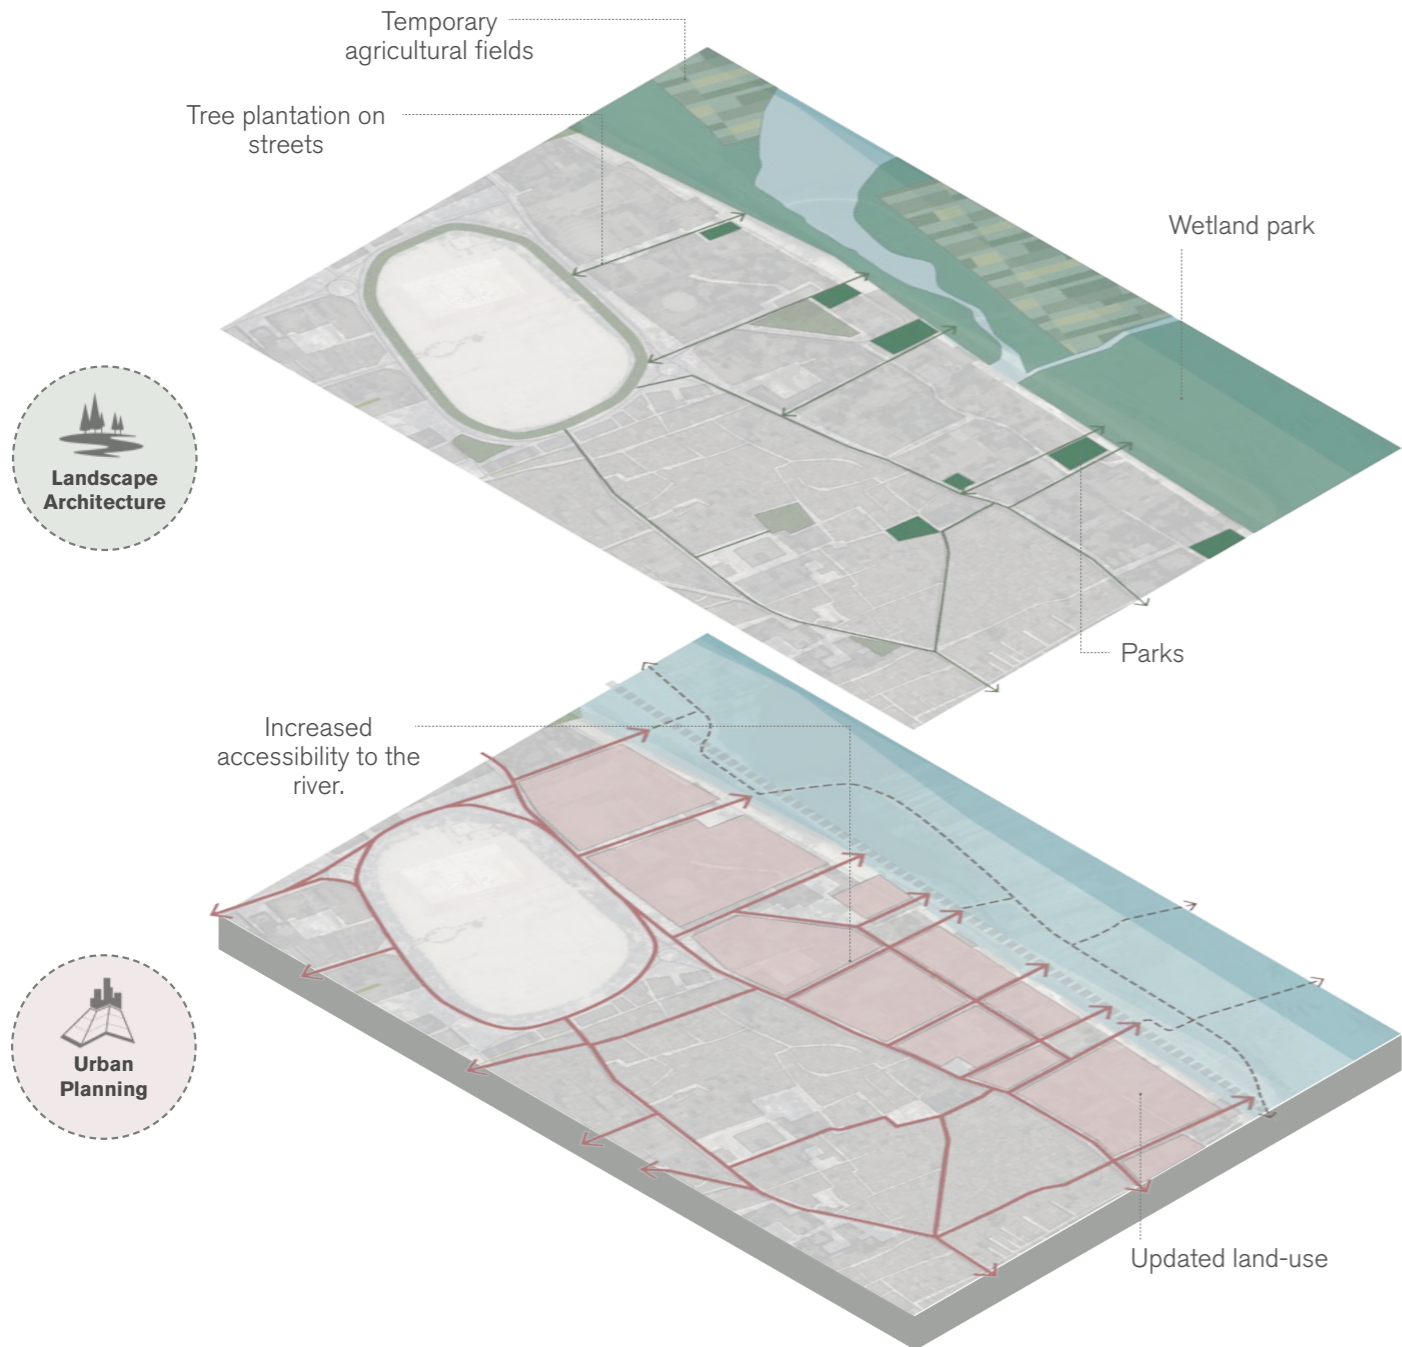 Temporary
agricultural fields
Tree plantation on
streets
Wetland park
Landscape
Architecture
Parks
Increased
accessibility to the
river.
Urban
Planning
Updated land-use